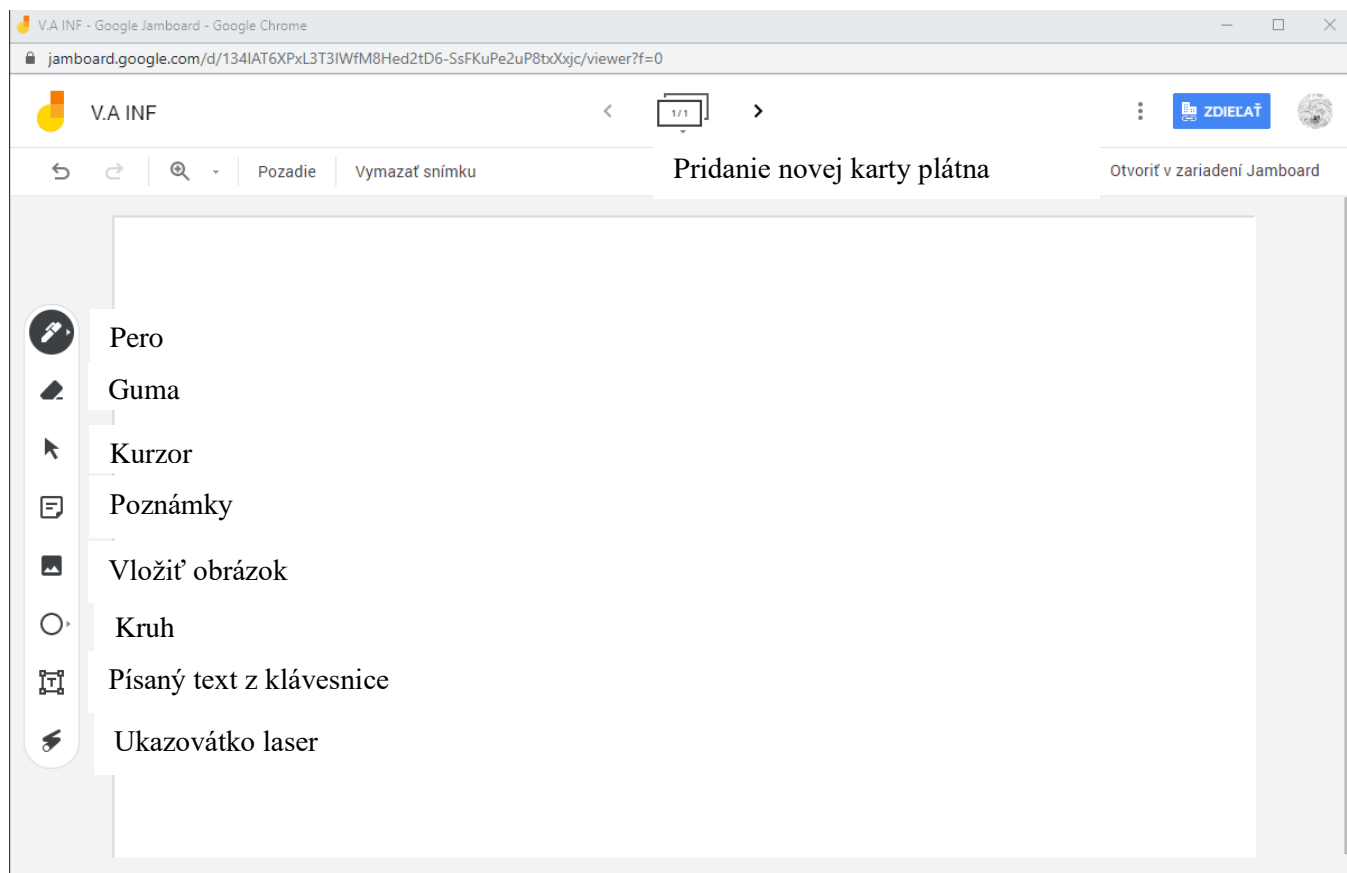 V.A INF - Google Jamboard - Google Chrome
jamboard.google.com/d/134IAT6XPxL3T3IWfM8Hed2tD6-SsFKuPe2uP8txXxjc/viewer?f=0
V.A INF
1/1
ZDIEĽAŤ
Pozadie
Vymazať snímku
Pridanie novej karty plátna
Otvoriť v zariadení Jamboard
Pero
Guma
Kurzor
Poznámky
Vložiť obrázok
Kruh
Písaný text z klávesnice
Ukazovátko laser